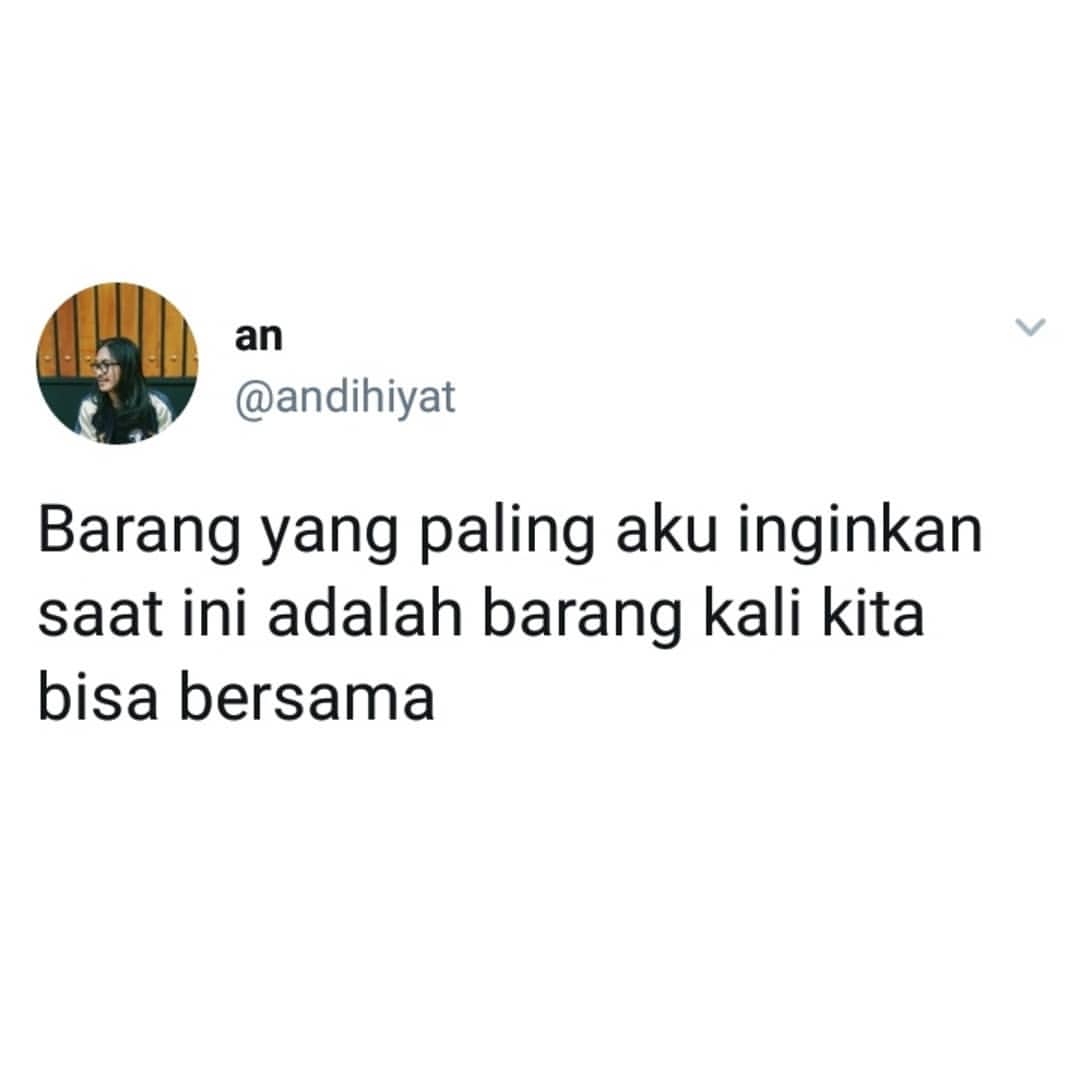 an
@andihiyat
Barang yang paling aku inginkan
saat ini adalah barang kali kita
bisa bersama